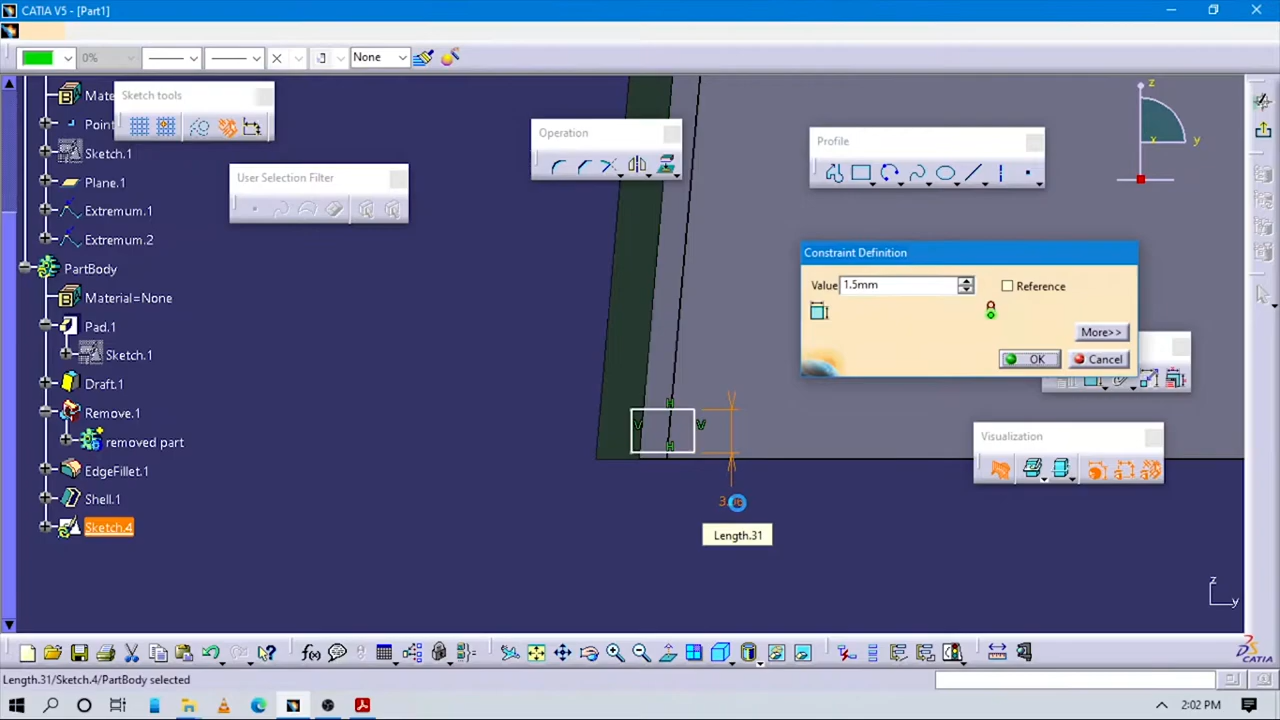 CATIA V5 - [Part1]
0%
None
Mate
Sketch tools
Point
Sketch.1
Plane.1
Extremum.1
Extremum.2
PartBody
Material=None
Pad.1
Sketch.1
Draft.1
Remove.1
removed part
EdgeFillet.1
Shell.1
Sketch.4
User Selection Filter
Operation
Profile
z
x
y
Constraint Definition
Value 1.5mm
Reference
More>>
OK
Cancel
H
V
V
H
3.
Length.31
Visualization
z
y
f(x)
CATIA
Length.31/Sketch.4/PartBody selected
2:02 PM